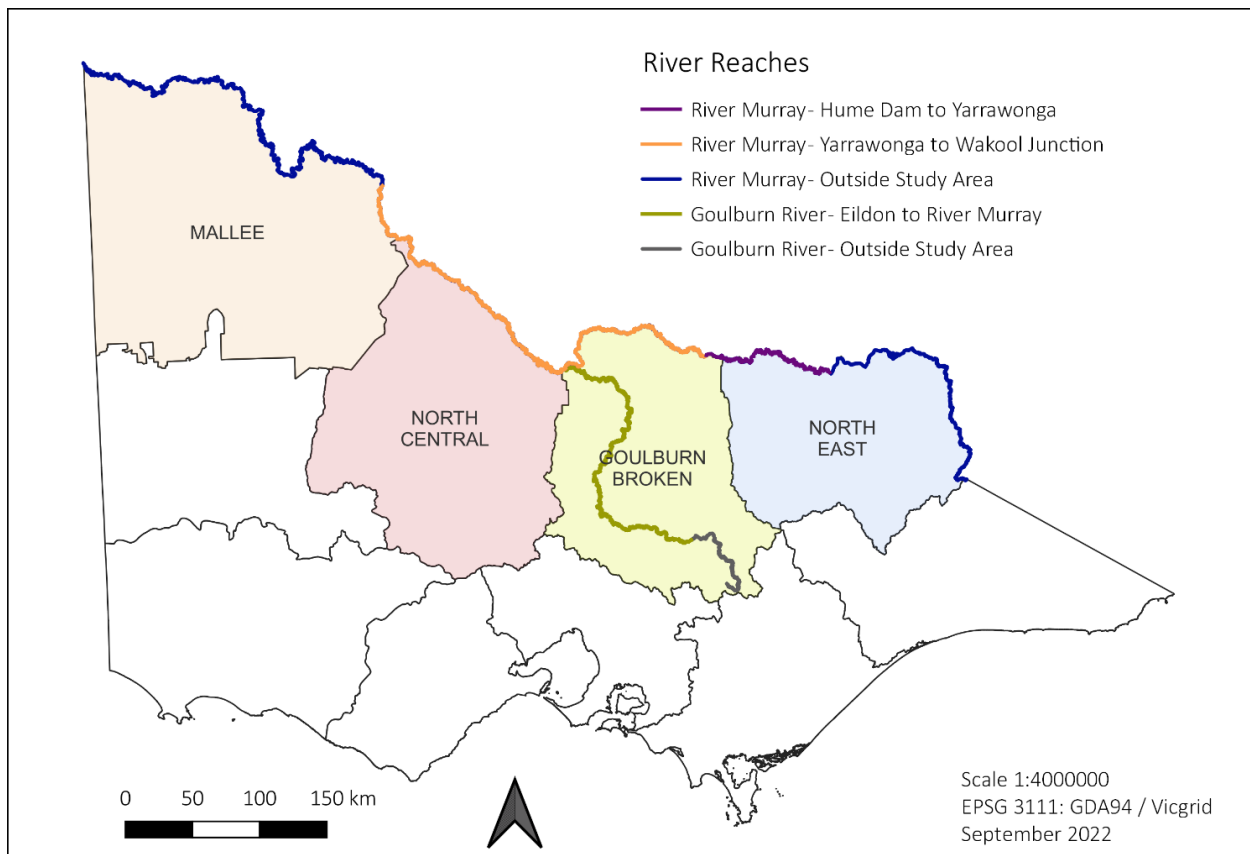 River Reaches
River Murray- Hume Dam to Yarrawonga
River Murray- Yarrawonga to Wakool Junction
River Murray- Outside Study Area
Goulburn River- Eildon to River Murray
Goulburn River- Outside Study Area
MALLEE
NORTH
CENTRAL
GOULBURN
BROKEN
NORTH
EAST
0 50 100 150 km
Scale 1:4000000
EPSG 3111: GDA94 / Vicgrid
September 2022